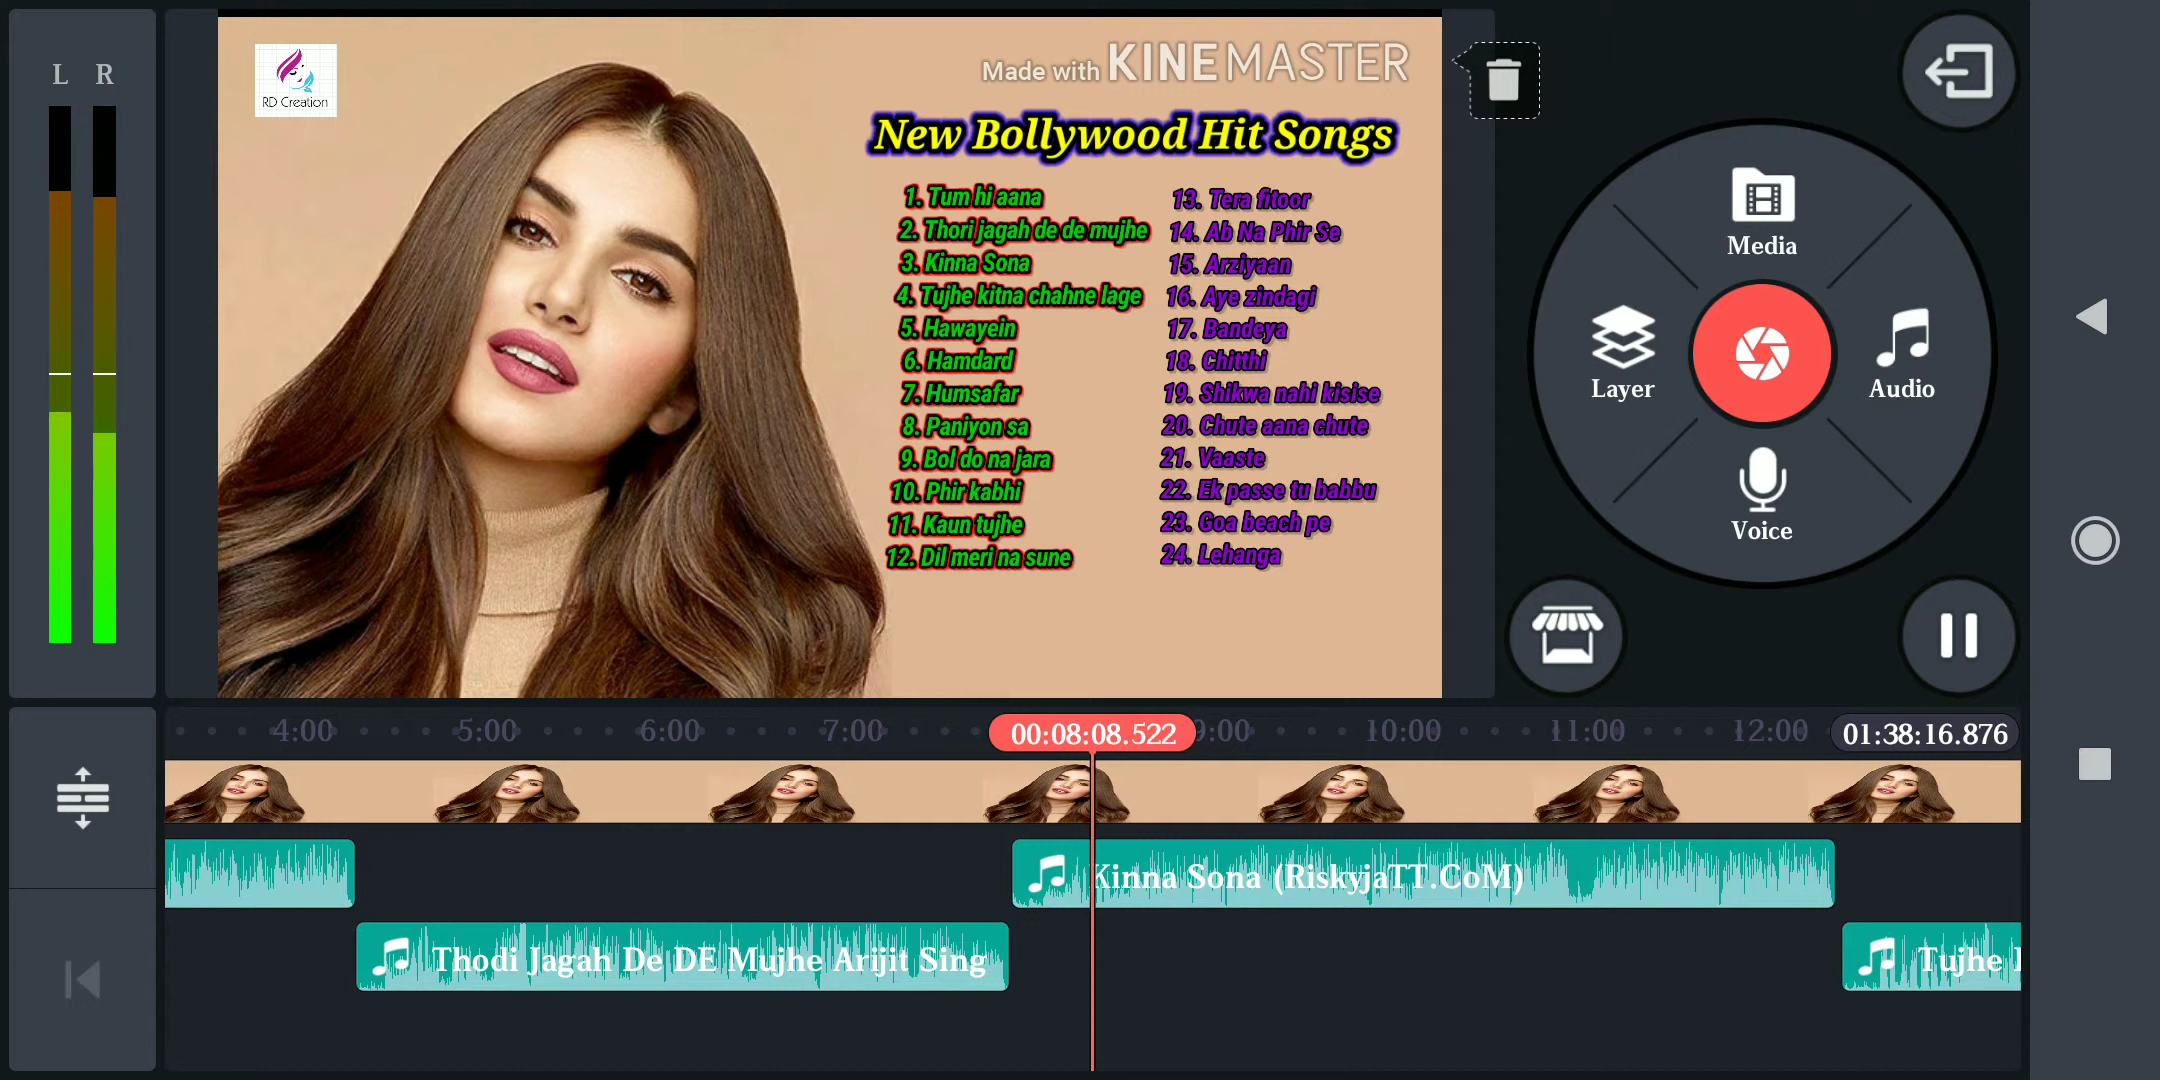 L R
RD Creation
Made with KINEMASTER
New Bollywood Hit Songs
1. Tum hi aana
2. Thori jagah de de mujhe
3. Kinna Sona
4. Tujhe kitna chahne lage
5. Hawayein
6. Hamdard
7. Humsafar
8. Paniyon sa
9. Bol do na jara
10. Phir kabhi
11. Kaun tujhe
12. Dil meri na sune
13. Tera fitoor
14. Ab Na Phir Se
15. Arziyaan
16. Aye zindagi
17. Bandeya
18. Chitthi
19. Shikwa nahi kisise
20. Chute aana chute
21. Vaaste
22. Ek passe tu babbu
23. Goa beach pe
24. Lehanga
Media
Layer
Audio
Voice
4:00 5:00 6:00 7:00 00:08:08.522 9:00 10:00 11:00 12:00 01:38:16.876
Kinna Sona (RiskyjaTT.CoM)
Thodi Jagah De DE Mujhe Arijit Sing
Tujhe